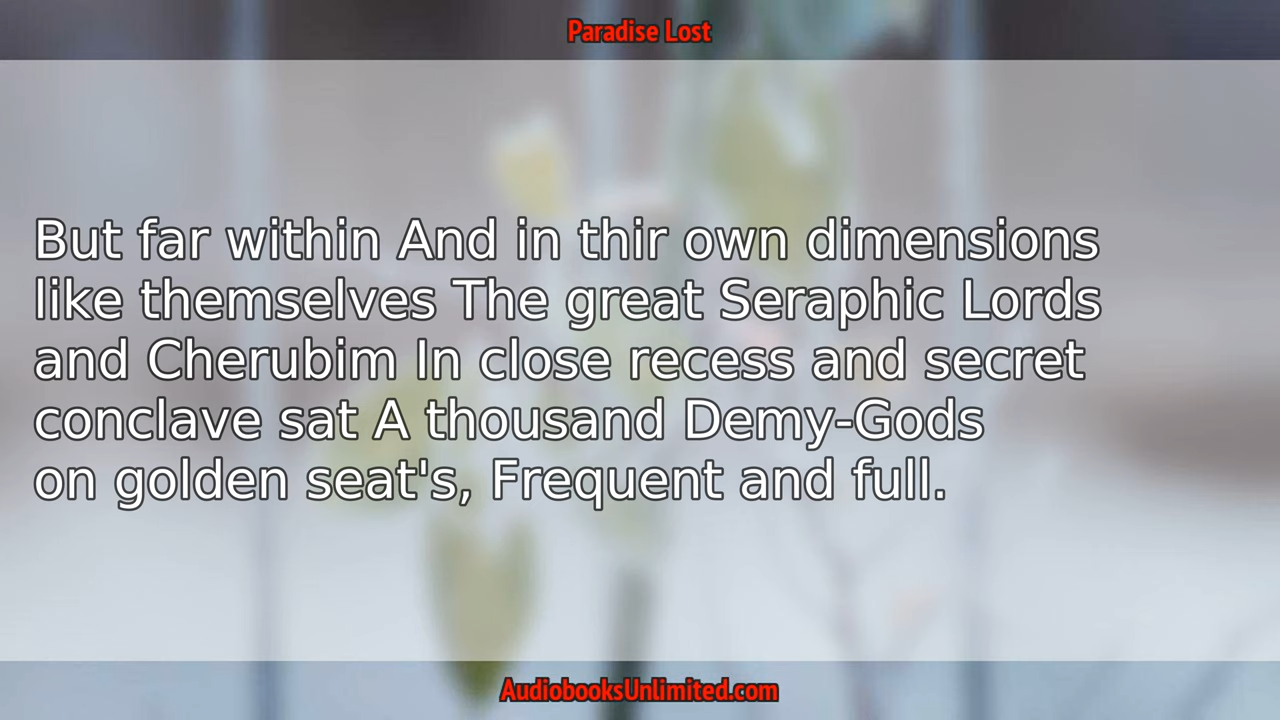 Paradise Lost
But far within And in thir own dimensions
like themselves The great Seraphic Lords
and Cherubim In close recess and secret
conclave sat A thousand Demy-Gods
on golden seat's, Frequent and full.
AudiobooksUnlimited.com